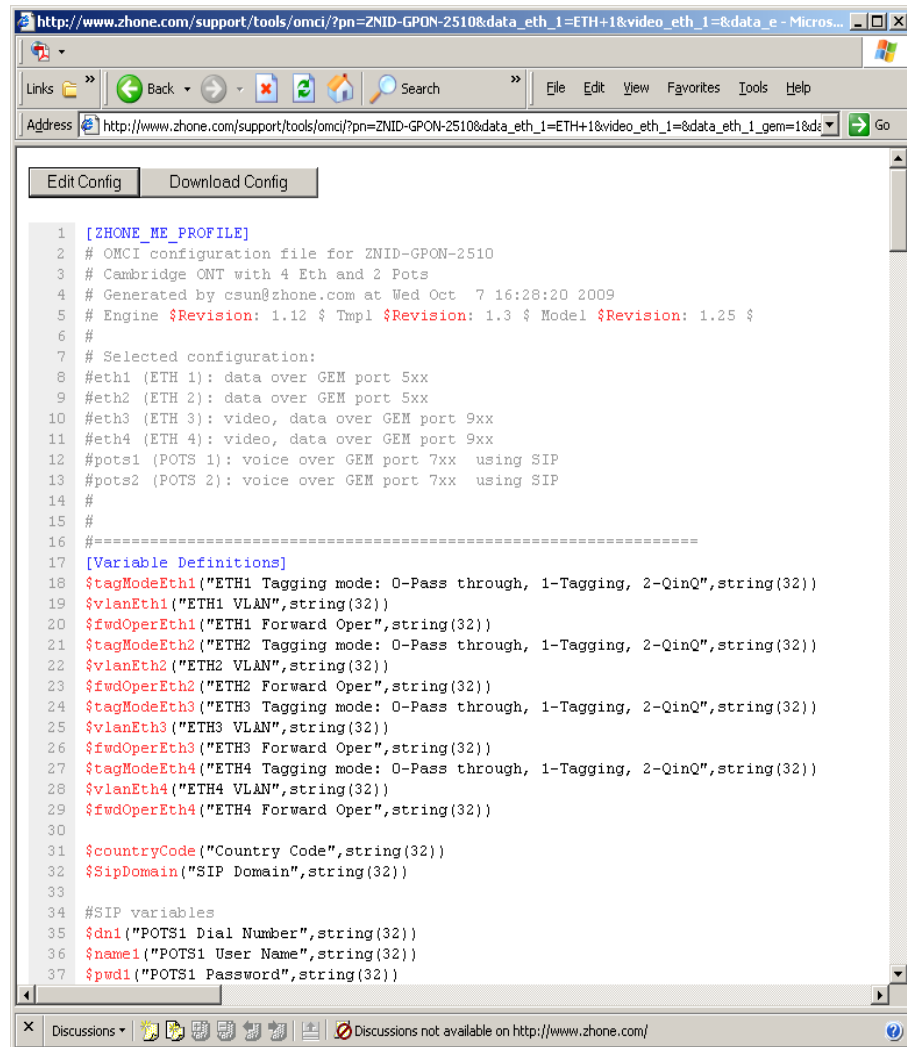 http://www.zhone.com/support/tools/omci/?pn=ZNID-GPON-2510&data_eth_1=ETH+1&video_eth_1=&data_e - Micros...
Links » Back Search » File Edit View Favorites Tools Help
Address http://www.zhone.com/support/tools/omci/?pn=ZNID-GPON-2510&data_eth_1=ETH+1&video_eth_1=&data_eth_1_gem=1&da Go
Edit Config Download Config
1 [ZHONE_ME_PROFILE]
2 # OMCI configuration file for ZNID-GPON-2510
3 # Cambridge ONT with 4 Eth and 2 Pots
4 # Generated by csun@zhone.com at Wed Oct  7 16:28:20 2009
5 # Engine $Revision: 1.12 $ Tmpl $Revision: 1.3 $ Model $Revision: 1.25 $
6 #
7 # Selected configuration:
8 #eth1 (ETH 1): data over GEM port 5xx
9 #eth2 (ETH 2): data over GEM port 5xx
10 #eth3 (ETH 3): video, data over GEM port 9xx
11 #eth4 (ETH 4): video, data over GEM port 9xx
12 #pots1 (POTS 1): voice over GEM port 7xx  using SIP
13 #pots2 (POTS 2): voice over GEM port 7xx  using SIP
14 #
15 #
16 #=================================================================
17 [Variable Definitions]
18 $tagModeEth1("ETH1 Tagging mode: 0-Pass through, 1-Tagging, 2-QinQ",string(32))
19 $vlanEth1("ETH1 VLAN",string(32))
20 $fwdOperEth1("ETH1 Forward Oper",string(32))
21 $tagModeEth2("ETH2 Tagging mode: 0-Pass through, 1-Tagging, 2-QinQ",string(32))
22 $vlanEth2("ETH2 VLAN",string(32))
23 $fwdOperEth2("ETH2 Forward Oper",string(32))
24 $tagModeEth3("ETH3 Tagging mode: 0-Pass through, 1-Tagging, 2-QinQ",string(32))
25 $vlanEth3("ETH3 VLAN",string(32))
26 $fwdOperEth3("ETH3 Forward Oper",string(32))
27 $tagModeEth4("ETH4 Tagging mode: 0-Pass through, 1-Tagging, 2-QinQ",string(32))
28 $vlanEth4("ETH4 VLAN",string(32))
29 $fwdOperEth4("ETH4 Forward Oper",string(32))
30
31 $countryCode("Country Code",string(32))
32 $SipDomain("SIP Domain",string(32))
33
34 #SIP variables
35 $dn1("POTS1 Dial Number",string(32))
36 $name1("POTS1 User Name",string(32))
37 $pwd1("POTS1 Password",string(32))
× Discussions Discussions not available on http://www.zhone.com/